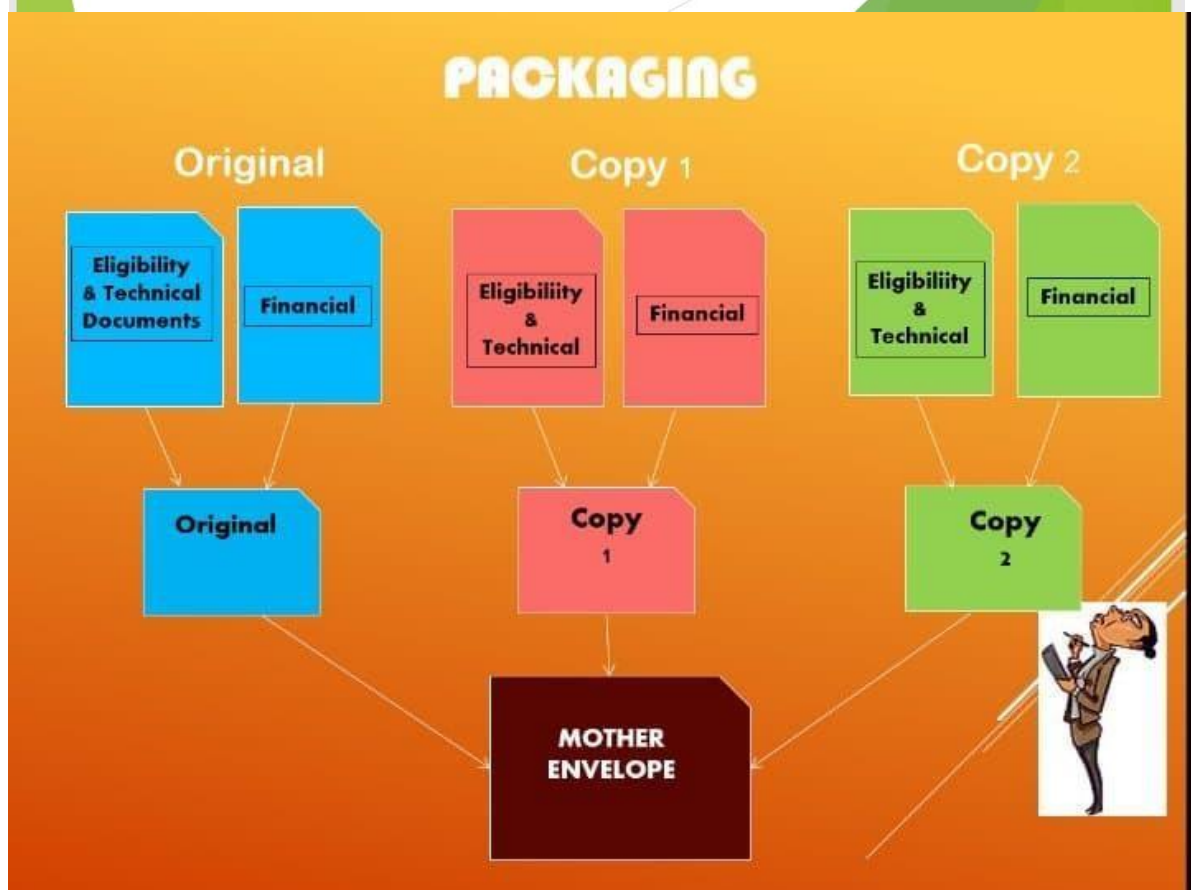 PACKAGING
Original
Copy 1
Copy 2
Eligibility
& Technical
Documents
Financial
Eligibiliity
&
Technical
Financial
Eligibiliity
&
Technical
Financial
Original
Copy
1
Copy
2
MOTHER
ENVELOPE